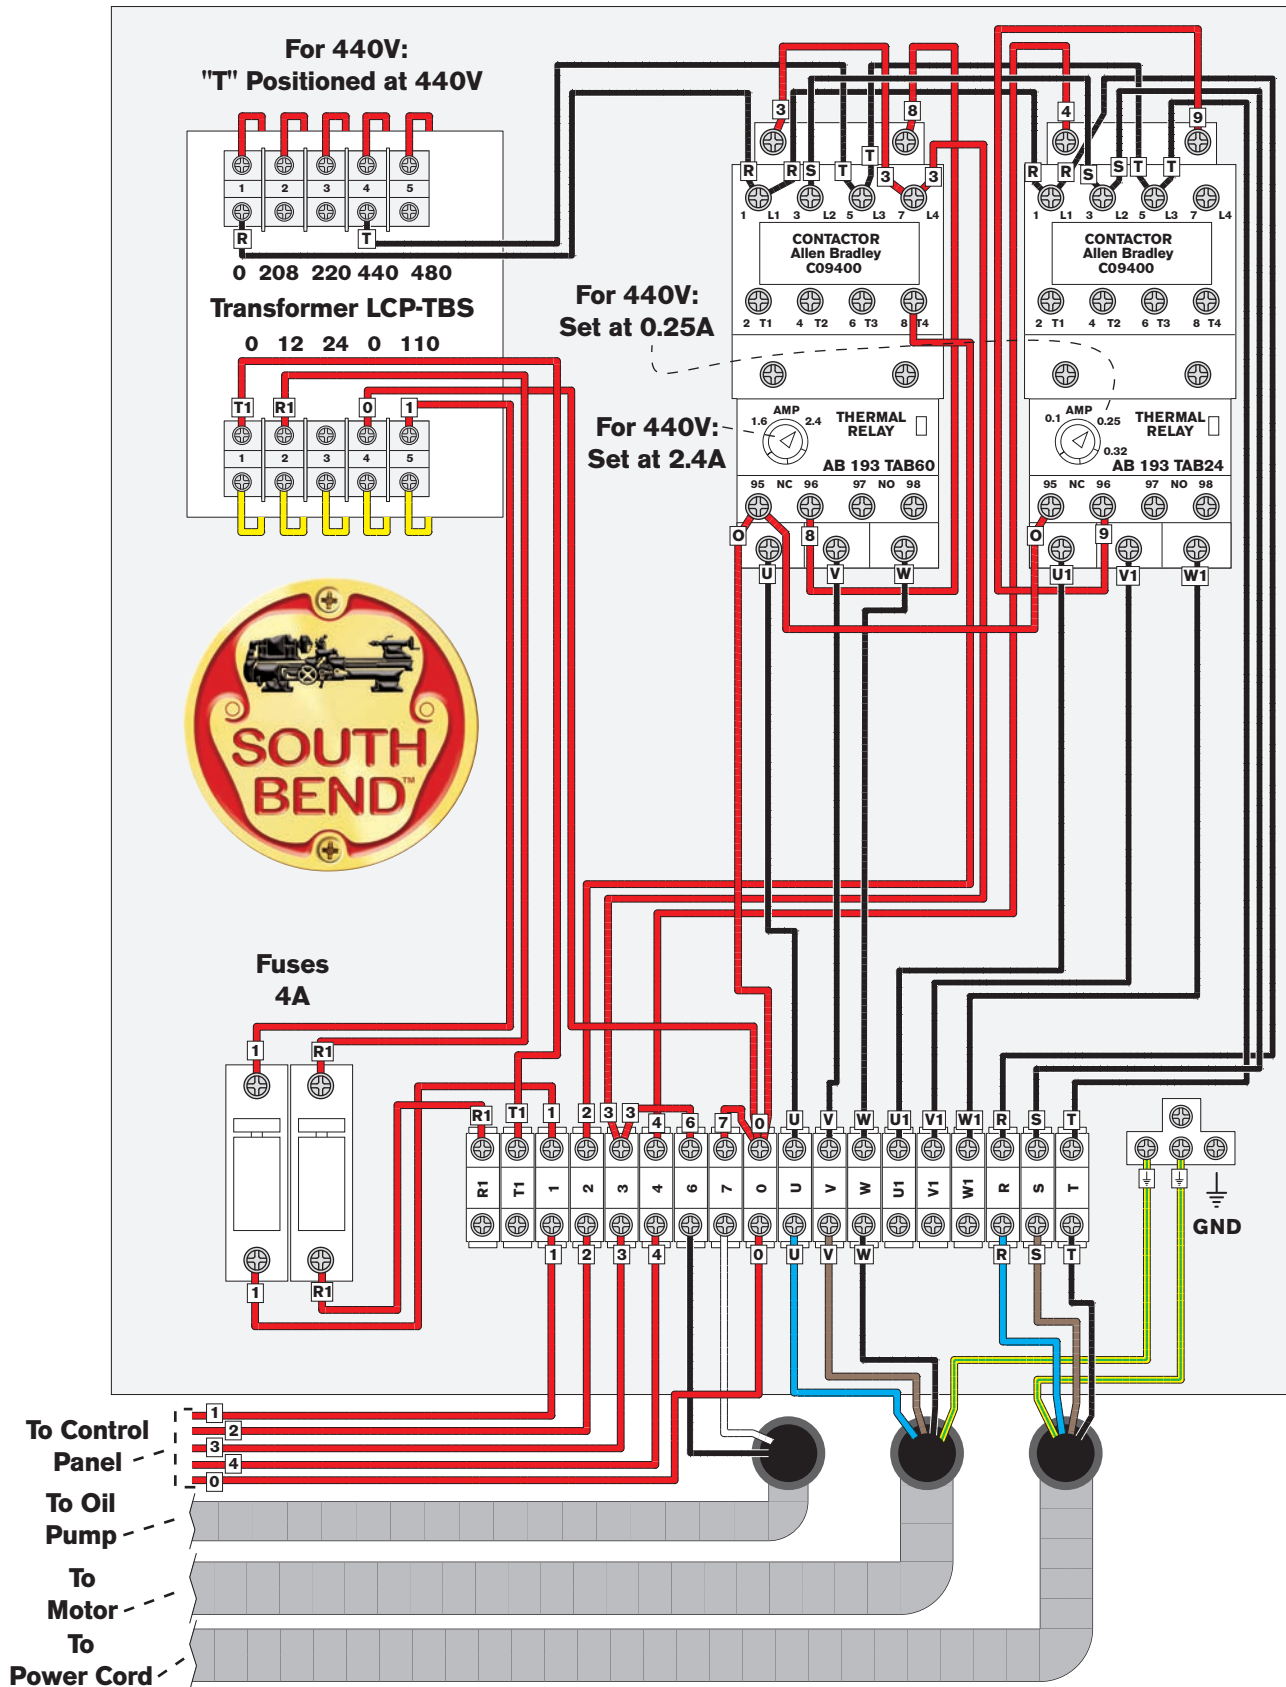 For 440V:
"T" Positioned at 440V
1 2 3 4 5
R T
0 208 220 440 480
Transformer LCP-TBS
0 12 24 0 110
T1 R1 0 1
1 2 3 4 5
3 8 4 9
R R S T T 3 3
R R S S T T
1 L1 3 L2 5 L3 7 L4
1 L1 3 L2 5 L3 7 L4
CONTACTOR
Allen Bradley
C09400
CONTACTOR
Allen Bradley
C09400
2 T1 4 T2 6 T3 8 T4
2 T1 4 T2 6 T3 8 T4
For 440V:
Set at 0.25A
For 440V:
Set at 2.4A
AMP
1.6 2.4
THERMAL
RELAY
AB 193 TAB60
AMP
0.1 0.25
0.32
THERMAL
RELAY
AB 193 TAB24
95 NC 96 97 NO 98
95 NC 96 97 NO 98
O 8
O 9
U V W
U1 V1 W1
SOUTH
BEND™
Fuses
4A
1 R1
1 R1
R1 T1 1 2 3 3 4 6 7 0 U V W U1 V1 W1 R S T
R1 T1 1 2 3 4 6 7 0 U V W U1 V1 W1 R S T
1 2 3 4 0 U V W R S T
GND
To Control
Panel
1
2
3
4
0
To Oil
Pump
To
Motor
To
Power Cord